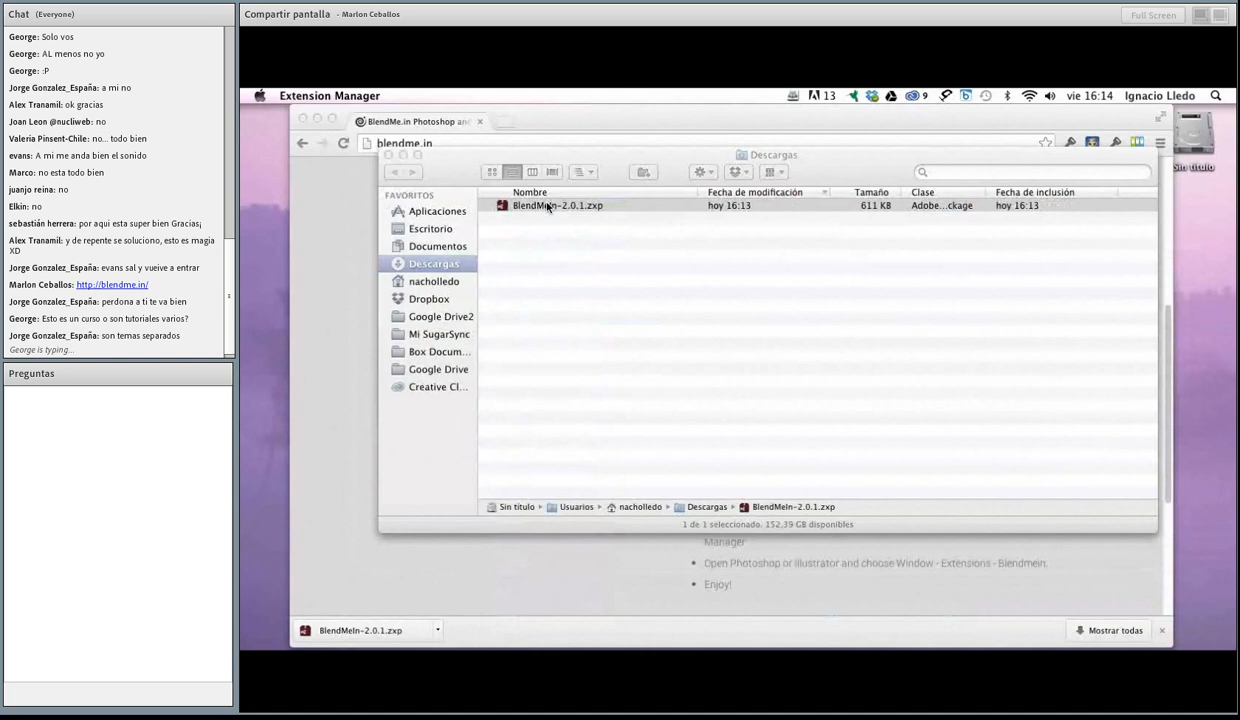 Chat (Everyone)
George: Solo vos
George: AL menos no yo
George: :P
Jorge Gonzalez_España: a mi no
Alex Tranamil: ok gracias
Joan Leon @nucliweb: no
Valeria Pinsent-Chile: no... todo bien
evans: A mi me anda bien el sonido
Marco: no esta todo bien
juanjo reina: no
Elkin: no
sebastián herrera: por aqui esta super bien Gracias¡
Alex Tranamil: y de repente se soluciono, esto es magia
XD
Jorge Gonzalez_España: evans sal y vuelve a entrar
Marlon Ceballos: http://blendme.in/
Jorge Gonzalez_España: perdona a ti te va bien
George: Esto es un curso o son tutoriales varios?
Jorge Gonzalez_España: son temas separados
George is typing...
Preguntas
Compartir pantalla - Marlon Ceballos
Full Screen
Extension Manager
13
9
vie 16:14 Ignacio Lledo
BlendMe.in Photoshop and
blendme.in
Sin título
Descargas
FAVORITOS
Aplicaciones
Escritorio
Documentos
Descargas
nacholledo
Dropbox
Google Drive2
Mi SugarSync
Box Docum...
Google Drive
Creative Cl...
Nombre Fecha de modificación Tamaño Clase Fecha de inclusión
BlendMeIn-2.0.1.zxp hoy 16:13 611 KB Adobe...ckage hoy 16:13
Sin título Usuarios nacholledo Descargas BlendMeIn-2.0.1.zxp
1 de 1 seleccionado. 152,39 GB disponibles
Manager
Open Photoshop or Illustrator and choose Window - Extensions - Blendmein.
Enjoy!
BlendMeIn-2.0.1.zxp
Mostrar todas